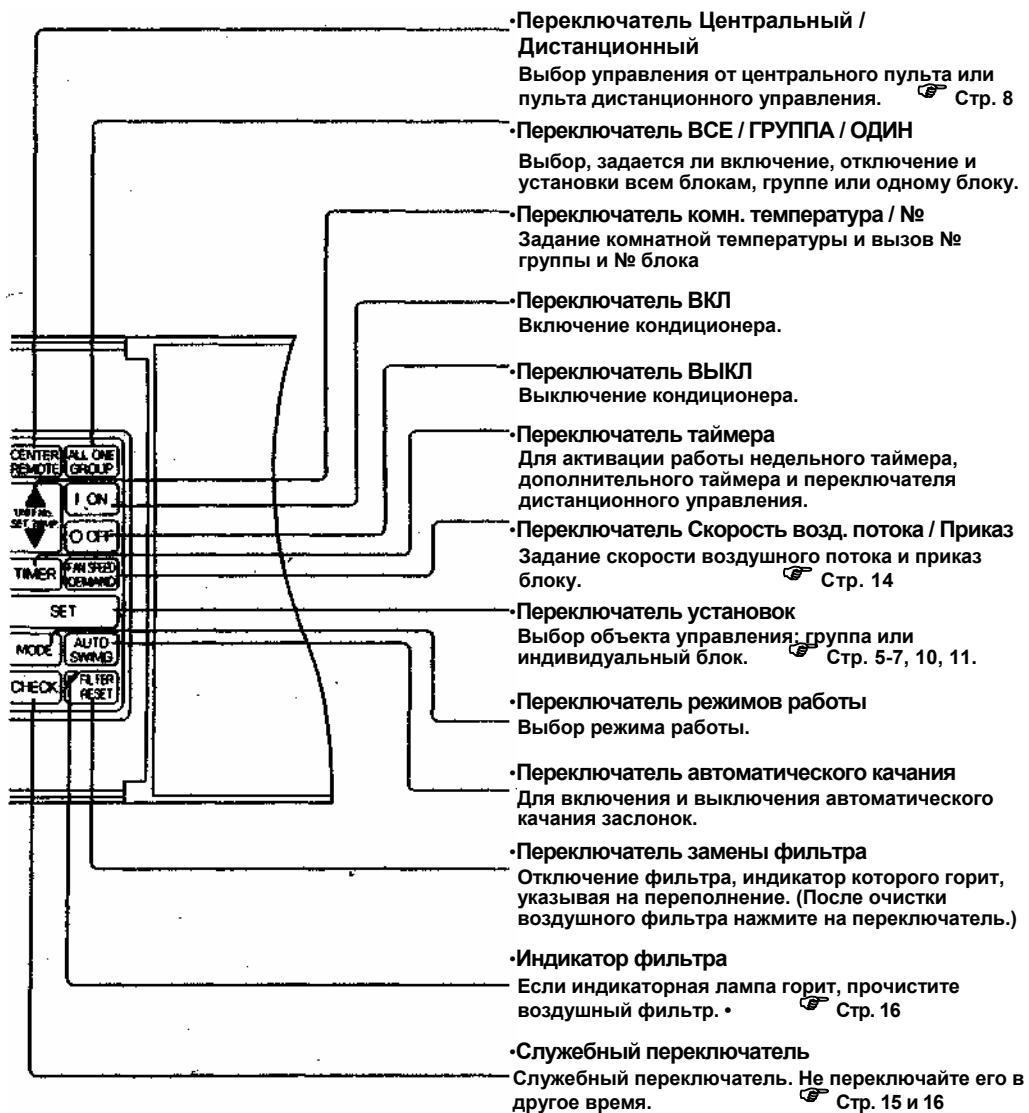 •Переключатель Центральный /
Дистанционный
Выбор управления от центрального пульта или
пульта дистанционного управления. ☞ Стр. 8
•Переключатель ВСЕ / ГРУППА / ОДИН
Выбор, задается ли включение, отключение и
установки всем блокам, группе или одному блоку.
•Переключатель комн. температура / №
Задание комнатной температуры и вызов №
группы и № блока
•Переключатель ВКЛ
Включение кондиционера.
•Переключатель ВЫКЛ
Выключение кондиционера.
•Переключатель таймера
Для активации работы недельного таймера,
дополнительного таймера и переключателя
дистанционного управления.
•Переключатель Скорость возд. потока / Приказ
Задание скорости воздушного потока и приказ
блоку. ☞ Стр. 14
•Переключатель установок
Выбор объекта управления: группа или
индивидуальный блок. ☞ Стр. 5-7, 10, 11.
•Переключатель режимов работы
Выбор режима работы.
•Переключатель автоматического качания
Для включения и выключения автоматического
качания заслонок.
•Переключатель замены фильтра
Отключение фильтра, индикатор которого горит,
указывая на переполнение. (После очистки
воздушного фильтра нажмите на переключатель.)
•Индикатор фильтра
Если индикаторная лампа горит, прочистите
воздушный фильтр. • ☞ Стр. 16
•Служебный переключатель
Служебный переключатель. Не переключайте его в
другое время. ☞ Стр. 15 и 16
CENTER
REMOTE
ALL ONE
GROUP
UNIT No.
SET TEMP
I ON
O OFF
TIMER
FAN SPEED
DEMAND
SET
MODE
AUTO
SWING
CHECK
FILTER
RESET